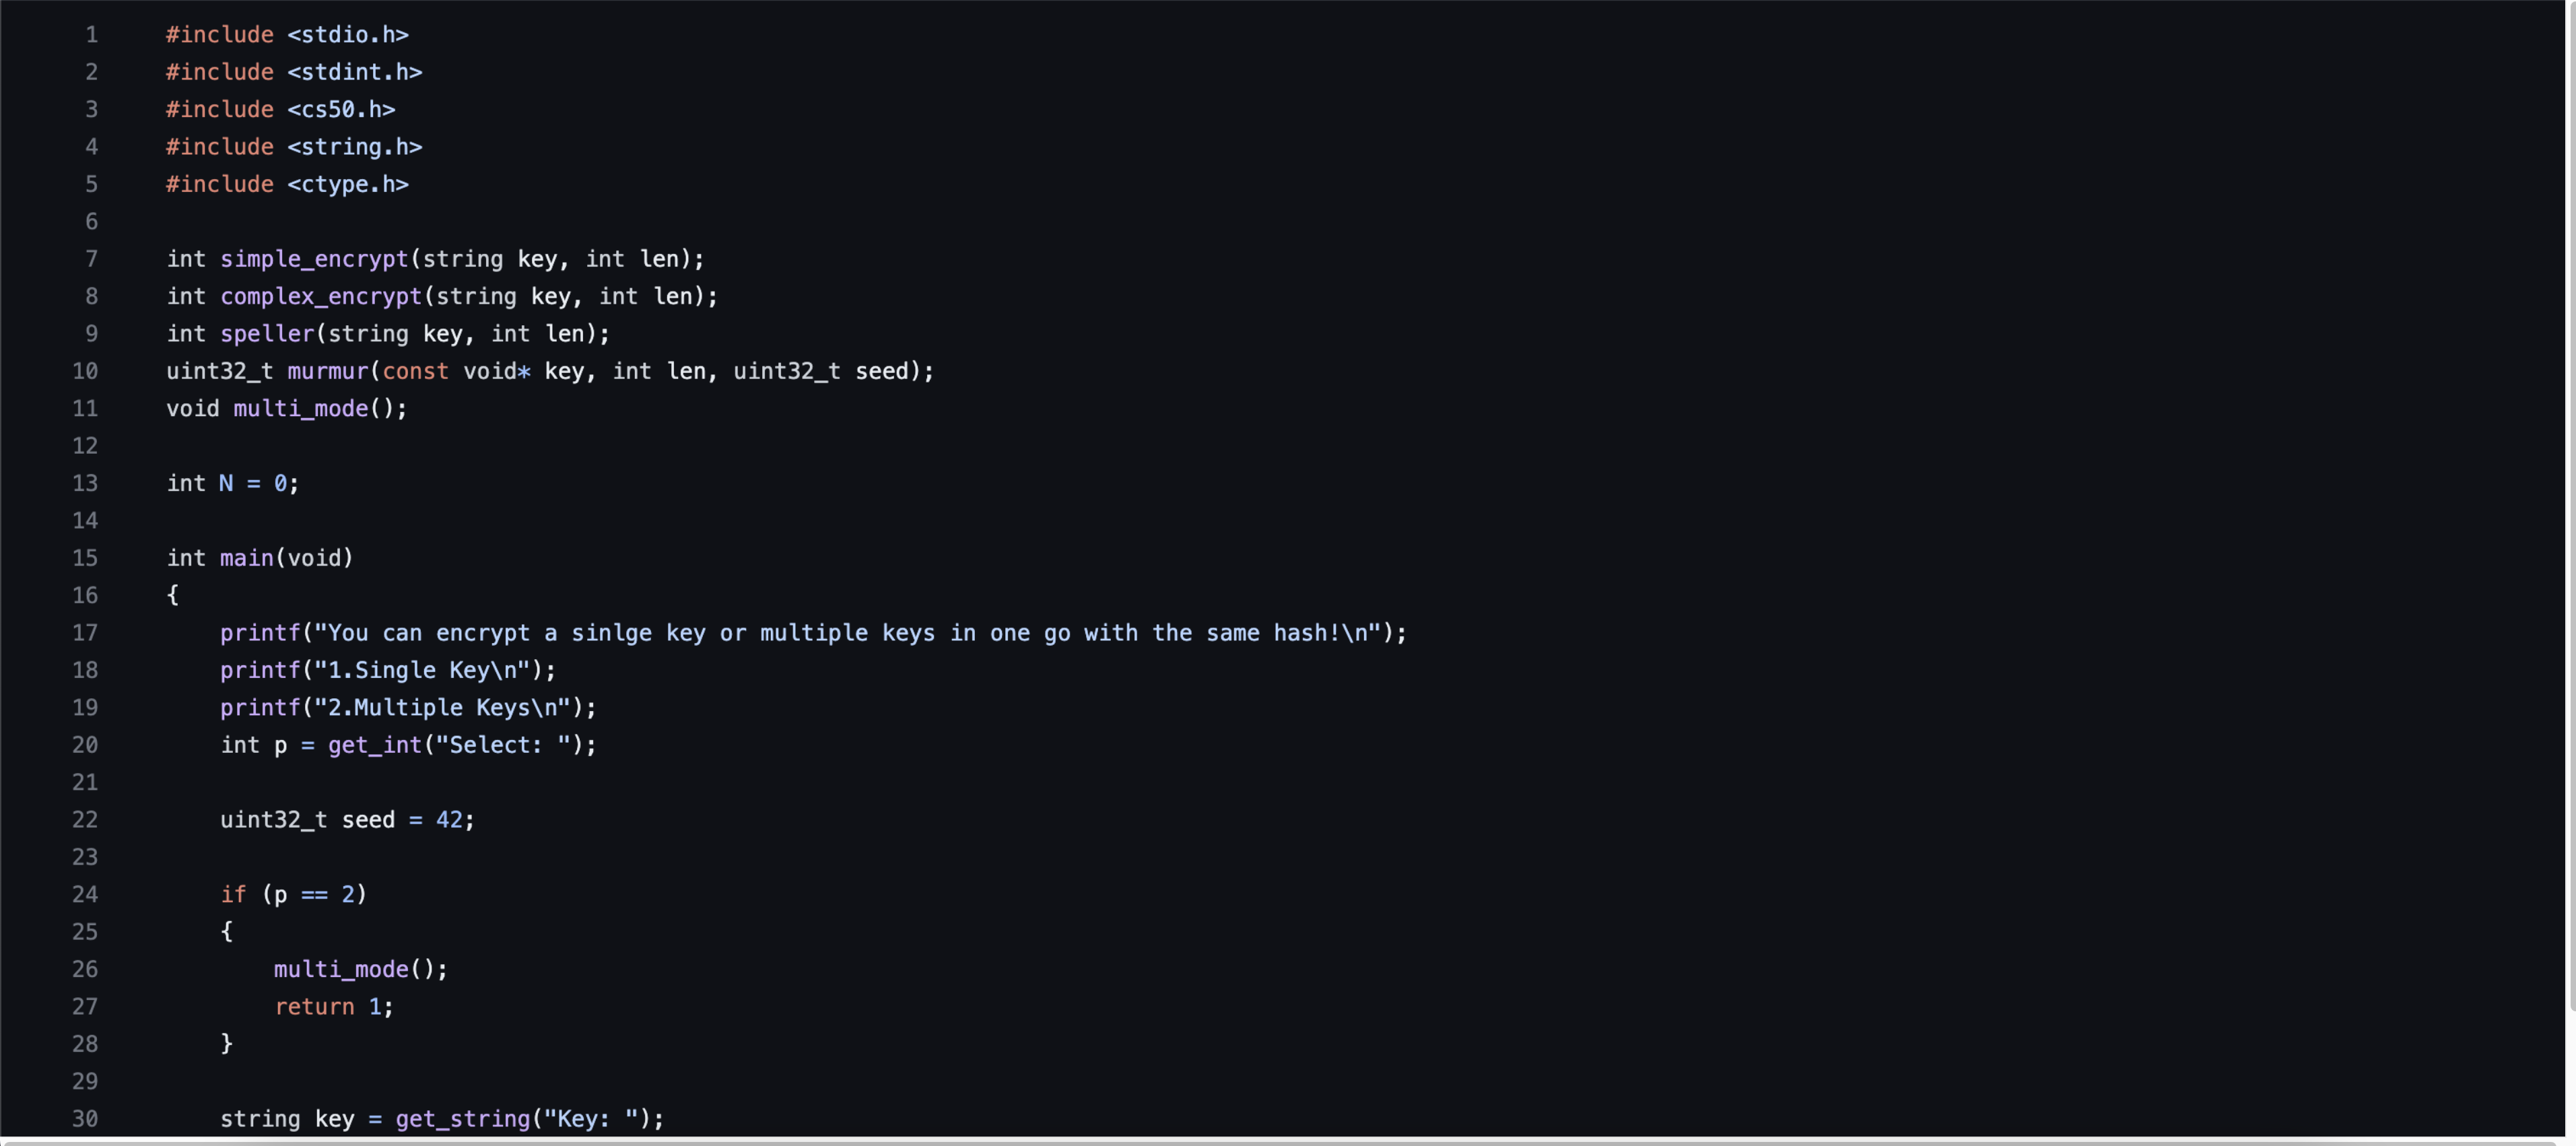 1 #include <stdio.h>
2 #include <stdint.h>
3 #include <cs50.h>
4 #include <string.h>
5 #include <ctype.h>
6
7 int simple_encrypt(string key, int len);
8 int complex_encrypt(string key, int len);
9 int speller(string key, int len);
10 uint32_t murmur(const void* key, int len, uint32_t seed);
11 void multi_mode();
12
13 int N = 0;
14
15 int main(void)
16 {
17     printf("You can encrypt a sinlge key or multiple keys in one go with the same hash!\n");
18     printf("1.Single Key\n");
19     printf("2.Multiple Keys\n");
20     int p = get_int("Select: ");
21
22     uint32_t seed = 42;
23
24     if (p == 2)
25     {
26         multi_mode();
27         return 1;
28     }
29
30     string key = get_string("Key: ");